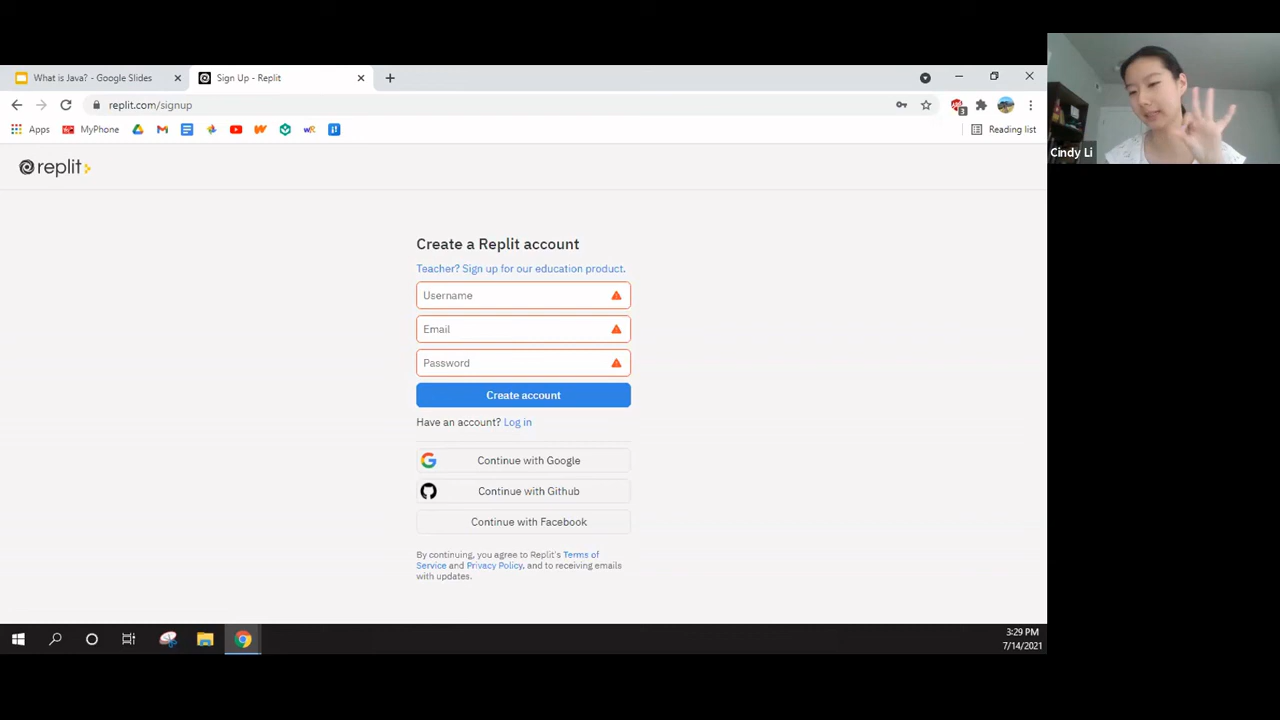 What is Java? - Google Slides
Sign Up - Replit
replit.com/signup
3
Apps
MyPhone
Reading list
replit
Cindy Li
Create a Replit account
Teacher? Sign up for our education product.
Username
Email
Password
Create account
Have an account? Log in
Continue with Google
Continue with Github
Continue with Facebook
By continuing, you agree to Replit's Terms of
Service and Privacy Policy, and to receiving emails
with updates.
3:29 PM
7/14/2021